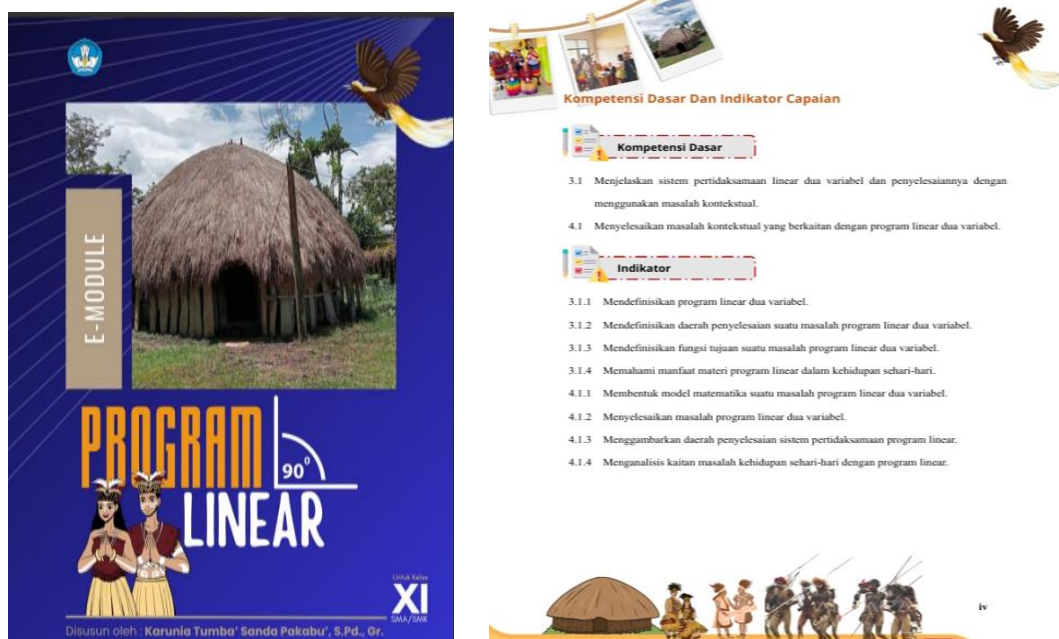 E-MODULE
PROGRAM
90⁰
LINEAR
Untuk Kelas
XI
SMA/SMK
Disusun oleh : Karunia Tumba' Sanda Pakabu', S.Pd., Gr.
Kompetensi Dasar Dan Indikator Capaian
Kompetensi Dasar
3.1 Menjelaskan sistem pertidaksamaan linear dua variabel dan penyelesaiannya dengan
menggunakan masalah kontekstual.
4.1 Menyelesaikan masalah kontekstual yang berkaitan dengan program linear dua variabel.
Indikator
3.1.1 Mendefinisikan program linear dua variabel.
3.1.2 Mendefinisikan daerah penyelesaian suatu masalah program linear dua variabel.
3.1.3 Mendefinisikan fungsi tujuan suatu masalah program linear dua variabel.
3.1.4 Memahami manfaat materi program linear dalam kehidupan sehari-hari.
4.1.1 Membentuk model matematika suatu masalah program linear dua variabel.
4.1.2 Menyelesaikan masalah program linear dua variabel.
4.1.3 Menggambarkan daerah penyelesaian sistem pertidaksamaan program linear.
4.1.4 Menganalisis kaitan masalah kehidupan sehari-hari dengan program linear.
iv